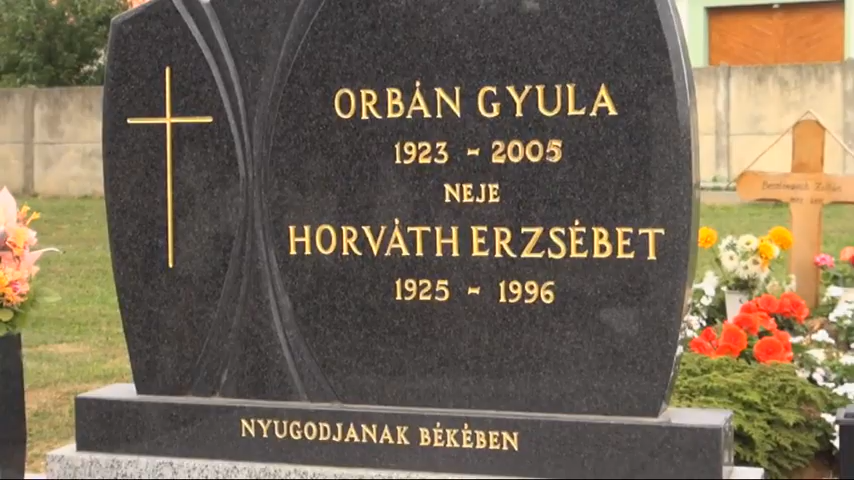 ORBÁN GYULA
1923 - 2005
NEJE
HORVÁTH ERZSÉBET
1925 - 1996
NYUGODJANAK BÉKÉBEN